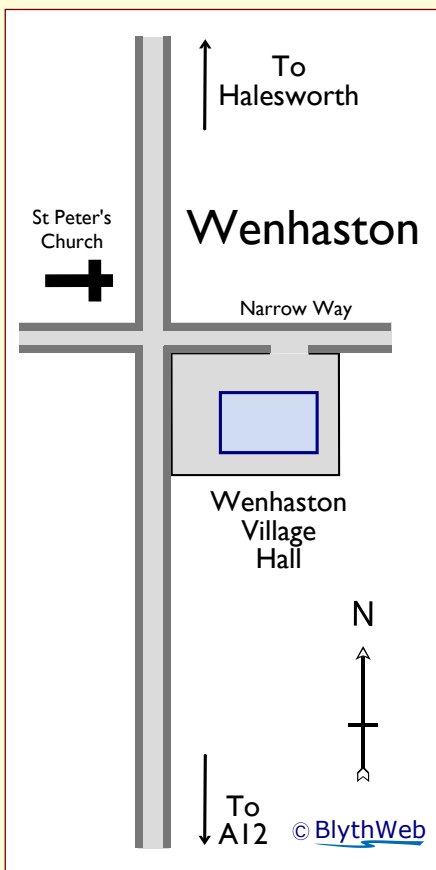 To
Halesworth
St Peter's
Church
Wenhaston
Narrow Way
Wenhaston
Village
Hall
N
To
A12
© BlythWeb